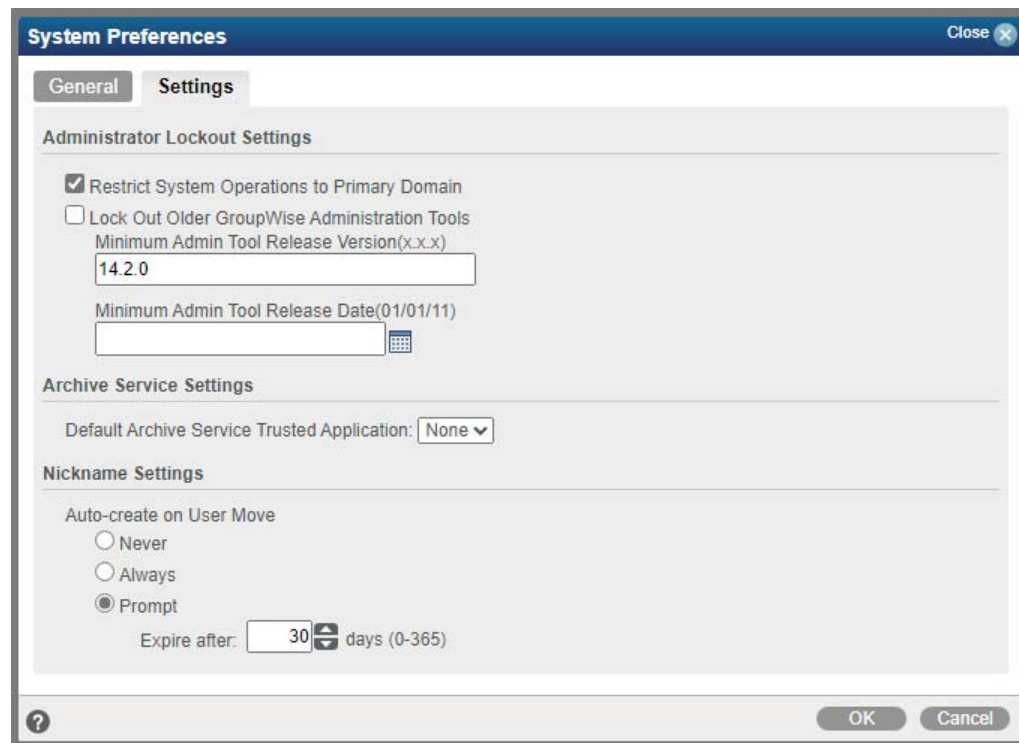 System Preferences
Close
General Settings
Administrator Lockout Settings
Restrict System Operations to Primary Domain
Lock Out Older GroupWise Administration Tools
Minimum Admin Tool Release Version(x.x.x)
14.2.0
Minimum Admin Tool Release Date(01/01/11)
Archive Service Settings
Default Archive Service Trusted Application: None
Nickname Settings
Auto-create on User Move
Never
Always
Prompt
Expire after: 30 days (0-365)
? OK Cancel